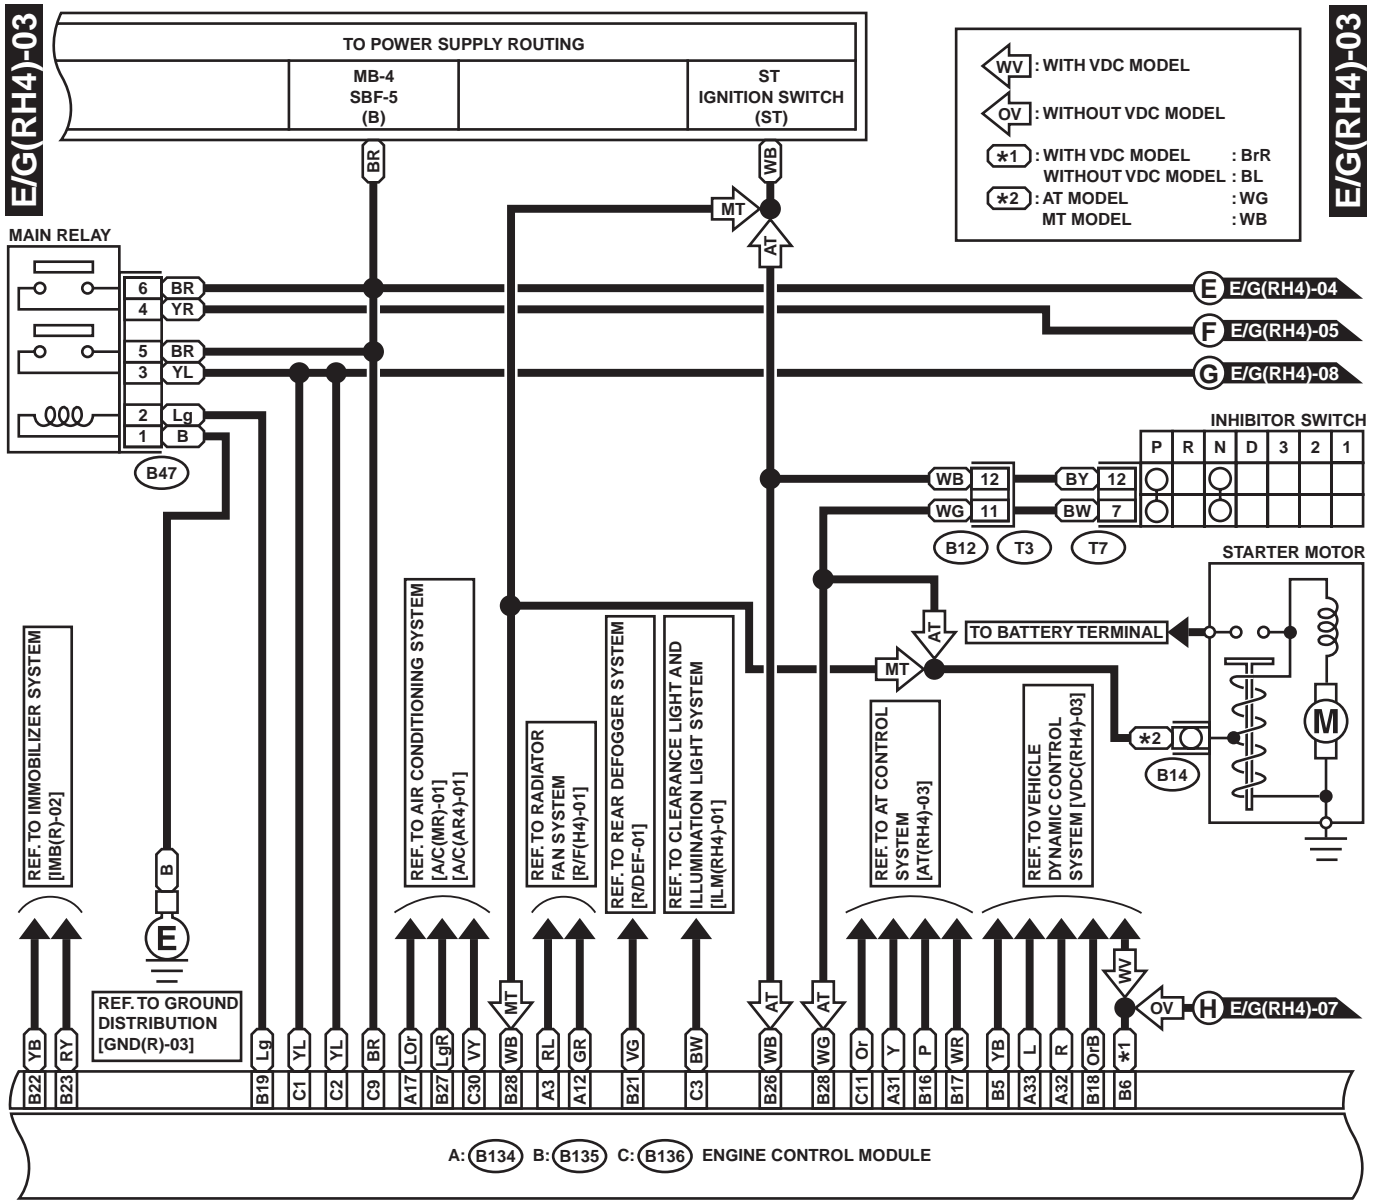 E/G(RH4)-03
E/G(RH4)-03
TO POWER SUPPLY ROUTING
MB-4
SBF-5
(B)
ST
IGNITION SWITCH
(ST)
WV : WITH VDC MODEL
OV : WITHOUT VDC MODEL
*1 : WITH VDC MODEL : BrR
WITHOUT VDC MODEL : BL
*2 : AT MODEL : WG
MT MODEL : WB
BR
WB
MT
AT
MAIN RELAY
6 BR
4 YR
5 BR
3 YL
2 Lg
1 B
B47
E E/G(RH4)-04
F E/G(RH4)-05
G E/G(RH4)-08
INHIBITOR SWITCH
P R N D 3 2 1
WB 12 BY 12
WG 11 BW 7
B12 T3 T7
STARTER MOTOR
TO BATTERY TERMINAL
AT
MT
M
*2
B14
REF. TO IMMOBILIZER SYSTEM
[IMB(R)-02]
B
E
REF. TO GROUND
DISTRIBUTION
[GND(R)-03]
REF. TO AIR CONDITIONING SYSTEM
[A/C(MR)-01]
[A/C(AR4)-01]
REF. TO RADIATOR
FAN SYSTEM
[R/F(H4)-01]
REF. TO REAR DEFOGGER SYSTEM
[R/DEF-01]
REF. TO CLEARANCE LIGHT AND
ILLUMINATION LIGHT SYSTEM
[ILM(RH4)-01]
REF. TO AT CONTROL
SYSTEM
[AT(RH4)-03]
REF. TO VEHICLE
DYNAMIC CONTROL
SYSTEM [VDC(RH4)-03]
MT
AT
AT
WV
OV
H E/G(RH4)-07
YB RY Lg YL YL BR LOr LgR VY WB RL GR VG BW WB WG Or Y P WR YB L R OrB *1
B22 B23 B19 C1 C2 C9 A17 B27 C30 B28 A3 A12 B21 C3 B26 B28 C11 A31 B16 B17 B5 A33 A32 B18 B6
A: B134 B: B135 C: B136 ENGINE CONTROL MODULE